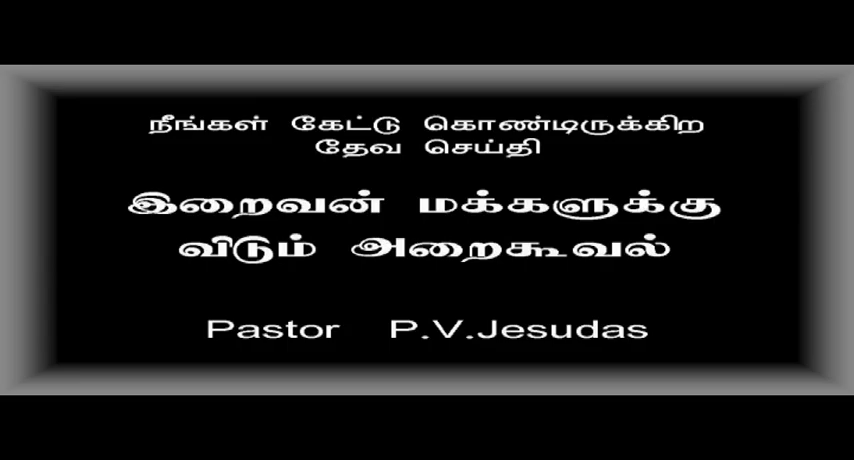 நீங்கள் கேட்டு கொண்டிருக்கிற
தேவ செய்தி
இறைவன் மக்களுக்கு
விடும் அறைகூவல்
Pastor P.V.Jesudas